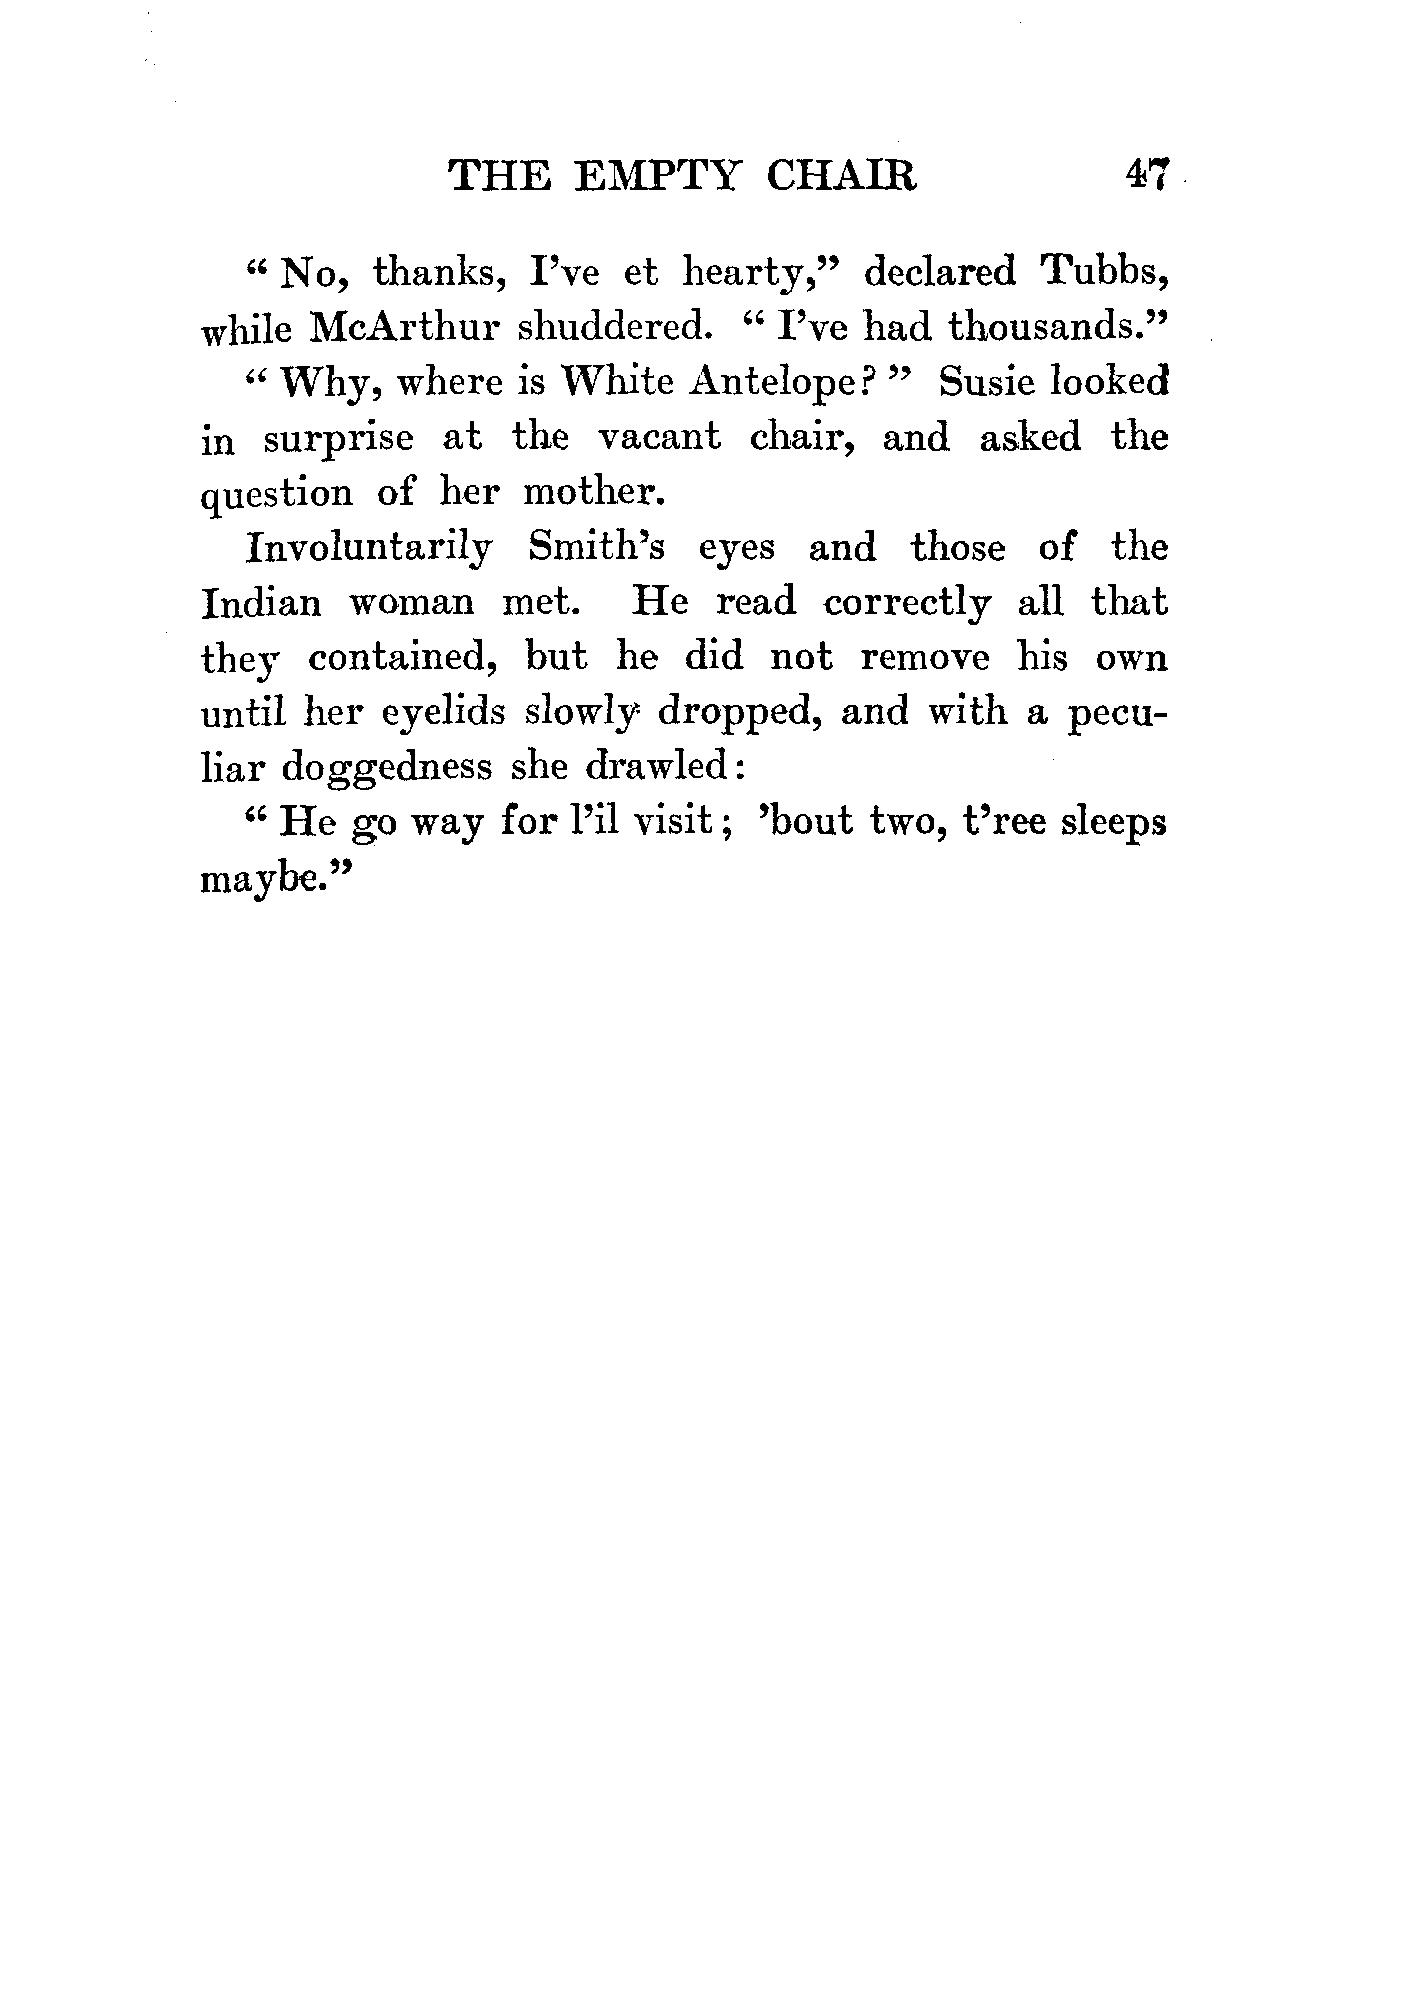 THE EMPTY CHAIR 47
“ No, thanks, I’ve et hearty,” declared Tubbs,
while McArthur shuddered. “ I’ve had thousands.”
“ Why, where is White Antelope? ” Susie looked
in surprise at the vacant chair, and asked the
question of her mother.
Involuntarily Smith’s eyes and those of the
Indian woman met. He read correctly all that
they contained, but he did not remove his own
until her eyelids slowly dropped, and with a pecu-
liar doggedness she drawled:
“ He go way for l’il visit; ’bout two, t’ree sleeps
maybe.”